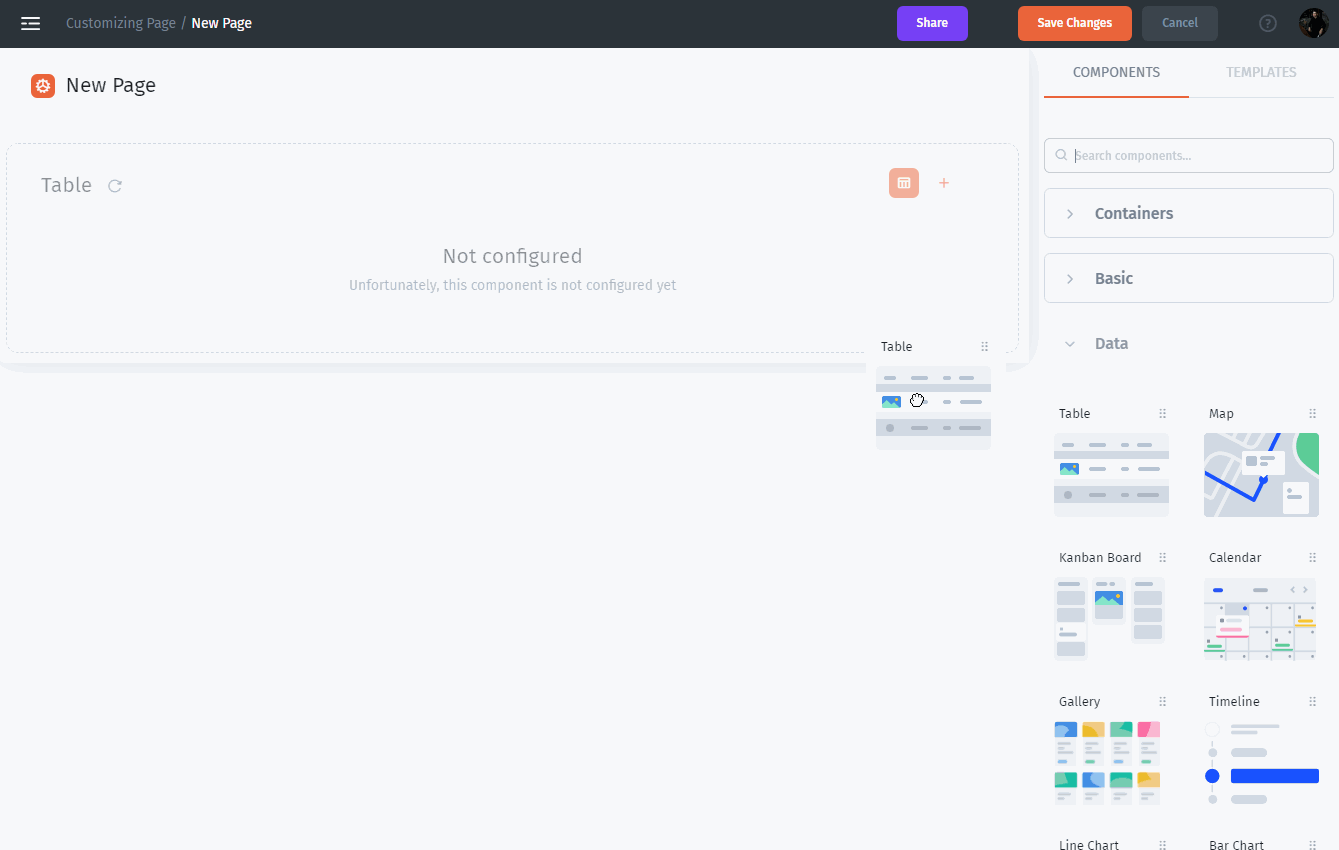 Customizing Page / New Page
Share
Save Changes
Cancel
?
New Page
Table
+
Not configured
Unfortunately, this component is not configured yet
Table
COMPONENTS
TEMPLATES
Search components...
Containers
Basic
Data
Table
Map
Kanban Board
Calendar
Gallery
Timeline
Line Chart
Bar Chart